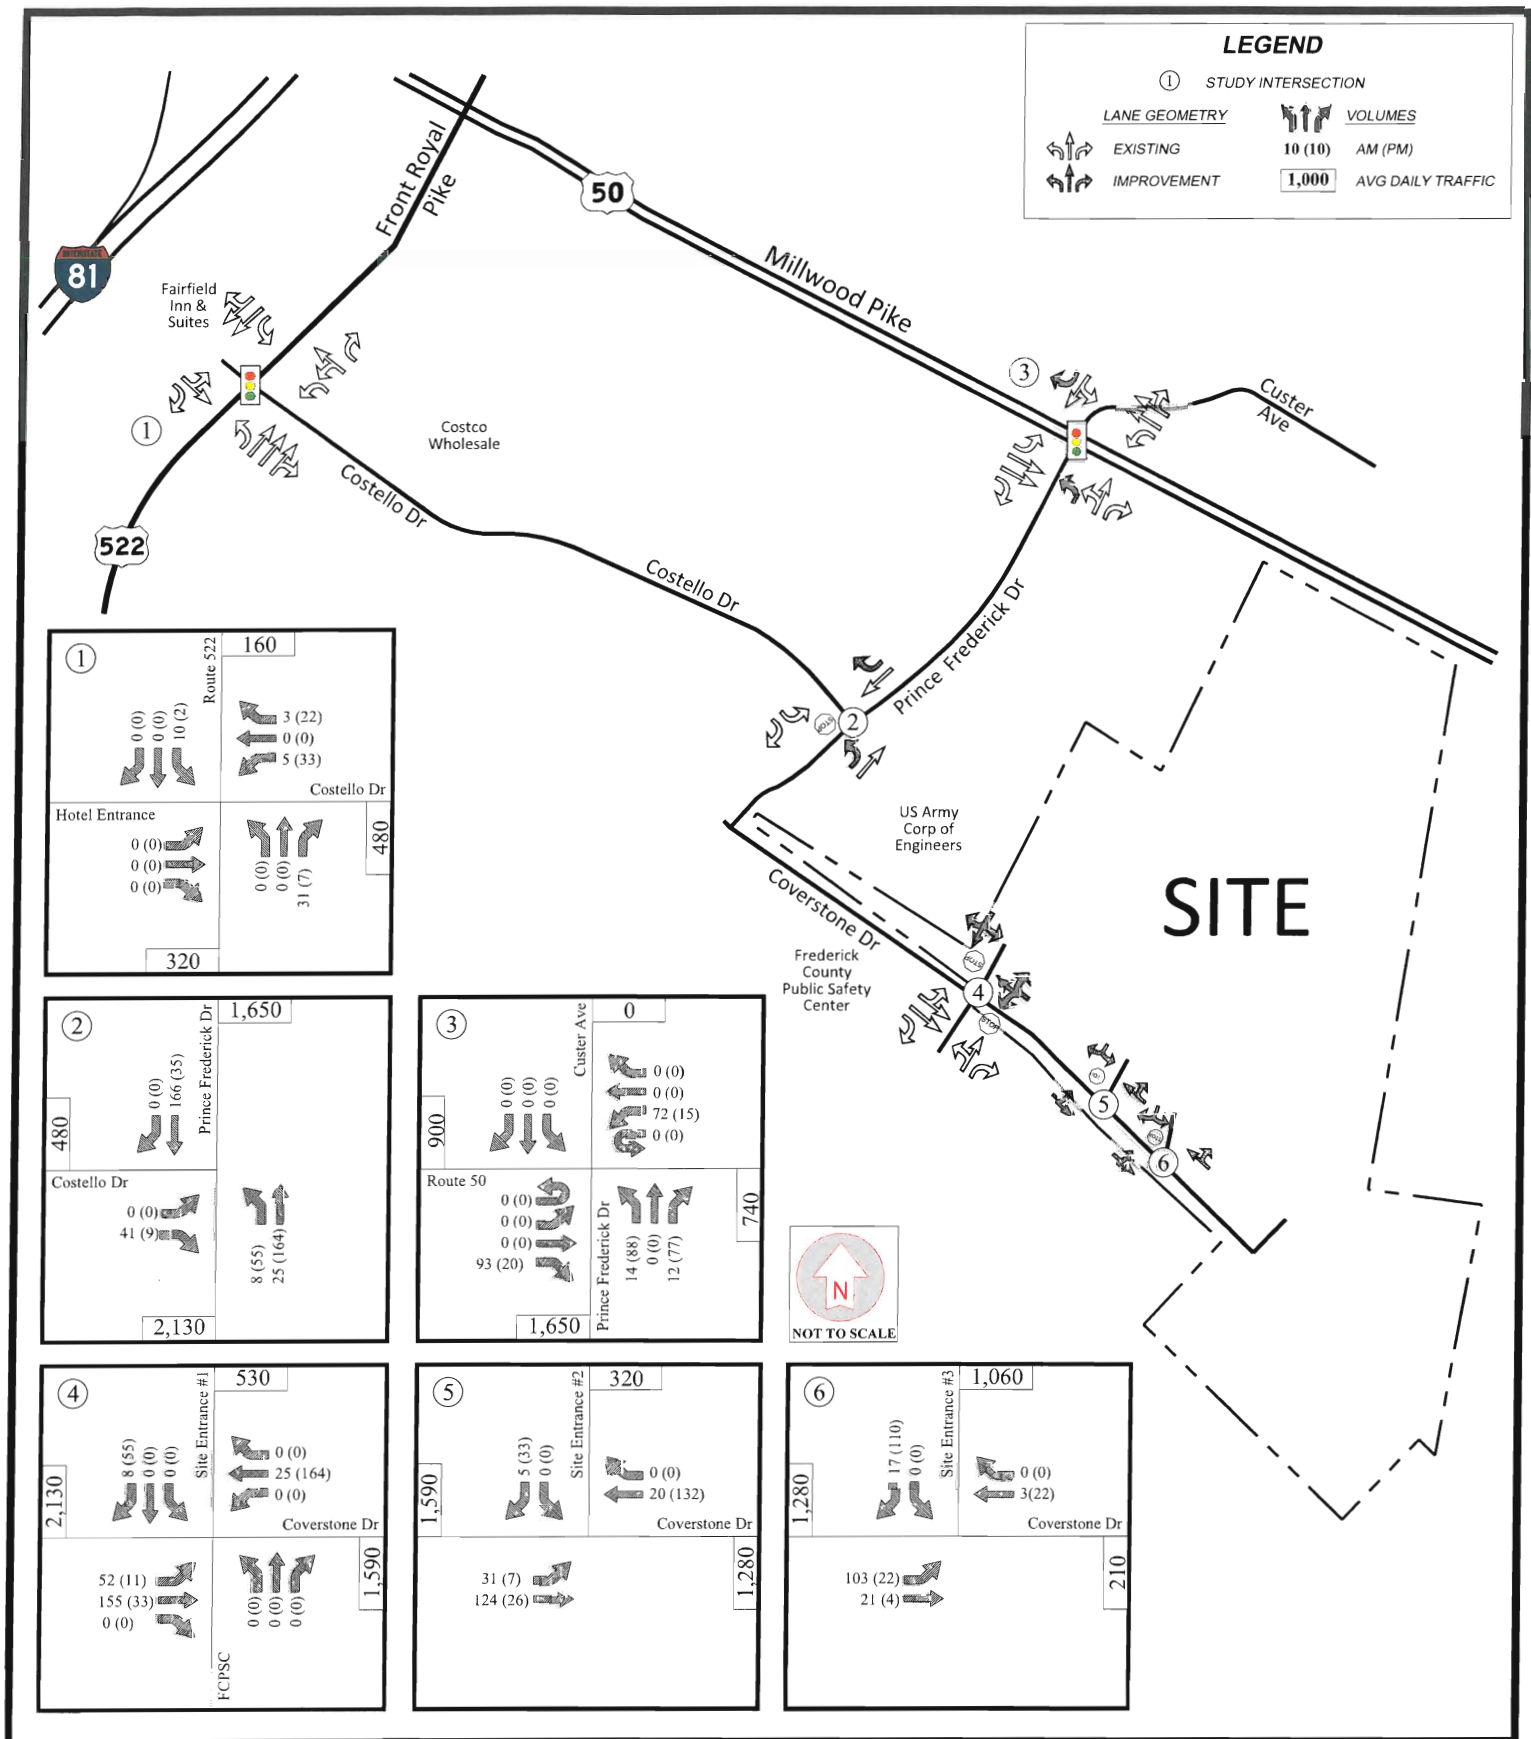 LEGEND
1 STUDY INTERSECTION
LANE GEOMETRY
VOLUMES
EXISTING
10 (10) AM (PM)
IMPROVEMENT
1,000 AVG DAILY TRAFFIC
Front Royal
Pike
50
INTERSTATE
81
Millwood Pike
Fairfield
Inn &
Suites
3
Custer
Ave
1
Costco
Wholesale
Costello Dr
522
Costello Dr
Prince Frederick Dr
STOP
2
US Army
Corp of
Engineers
SITE
Coverstone Dr
Frederick
County
Public Safety
Center
STOP
4
STOP
5
6
N
NOT TO SCALE
1
Route 522
160
0 (0)
0 (0)
10 (2)
3 (22)
0 (0)
5 (33)
Costello Dr
Hotel Entrance
0 (0)
0 (0)
0 (0)
0 (0)
0 (0)
31 (7)
480
320
2
Prince Frederick Dr
1,650
0 (0)
166 (35)
480
Costello Dr
0 (0)
41 (9)
8 (55)
25 (164)
2,130
3
Custer Ave
0
0 (0)
0 (0)
0 (0)
0 (0)
0 (0)
72 (15)
0 (0)
900
Route 50
0 (0)
0 (0)
0 (0)
93 (20)
Prince Frederick Dr
14 (88)
0 (0)
12 (77)
740
1,650
4
Site Entrance #1
530
8 (55)
0 (0)
0 (0)
0 (0)
25 (164)
0 (0)
2,130
Coverstone Dr
52 (11)
155 (33)
0 (0)
0 (0)
0 (0)
0 (0)
1,590
FCPSC
5
Site Entrance #2
320
5 (33)
0 (0)
0 (0)
20 (132)
1,590
Coverstone Dr
31 (7)
124 (26)
1,280
6
Site Entrance #3
1,060
17 (110)
0 (0)
0 (0)
3(22)
1,280
Coverstone Dr
103 (22)
21 (4)
210